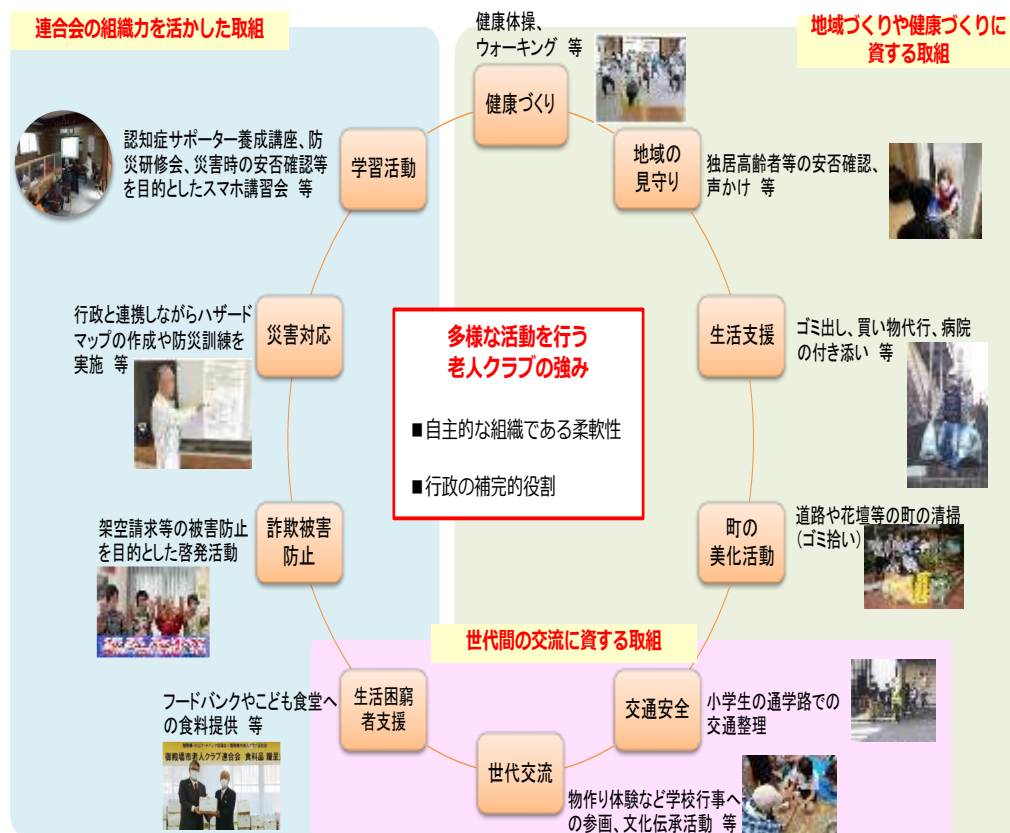 連合会の組織力を活かした取組
地域づくりや健康づくりに
資する取組
健康体操、
ウォーキング 等
健康づくり
地域の
見守り
独居高齢者等の安否確認、
声かけ 等
生活支援
ゴミ出し、買い物代行、病院
の付き添い 等
町の
美化活動
道路や花壇等の町の清掃
(ゴミ拾い)
世代間の交流に資する取組
交通安全
小学生の通学路での
交通整理
世代交流
物作り体験など学校行事へ
の参画、文化伝承活動 等
生活困窮
者支援
フードバンクやこども食堂へ
の食料提供 等
御殿場市老人クラブ連合会 食料品 贈呈
詐欺被害
防止
架空請求等の被害防止
を目的とした啓発活動
災害対応
行政と連携しながらハザード
マップの作成や防災訓練を
実施 等
学習活動
認知症サポーター養成講座、防
災研修会、災害時の安否確認等
を目的としたスマホ講習会 等
多様な活動を行う
老人クラブの強み
■自主的な組織である柔軟性
■行政の補完的役割